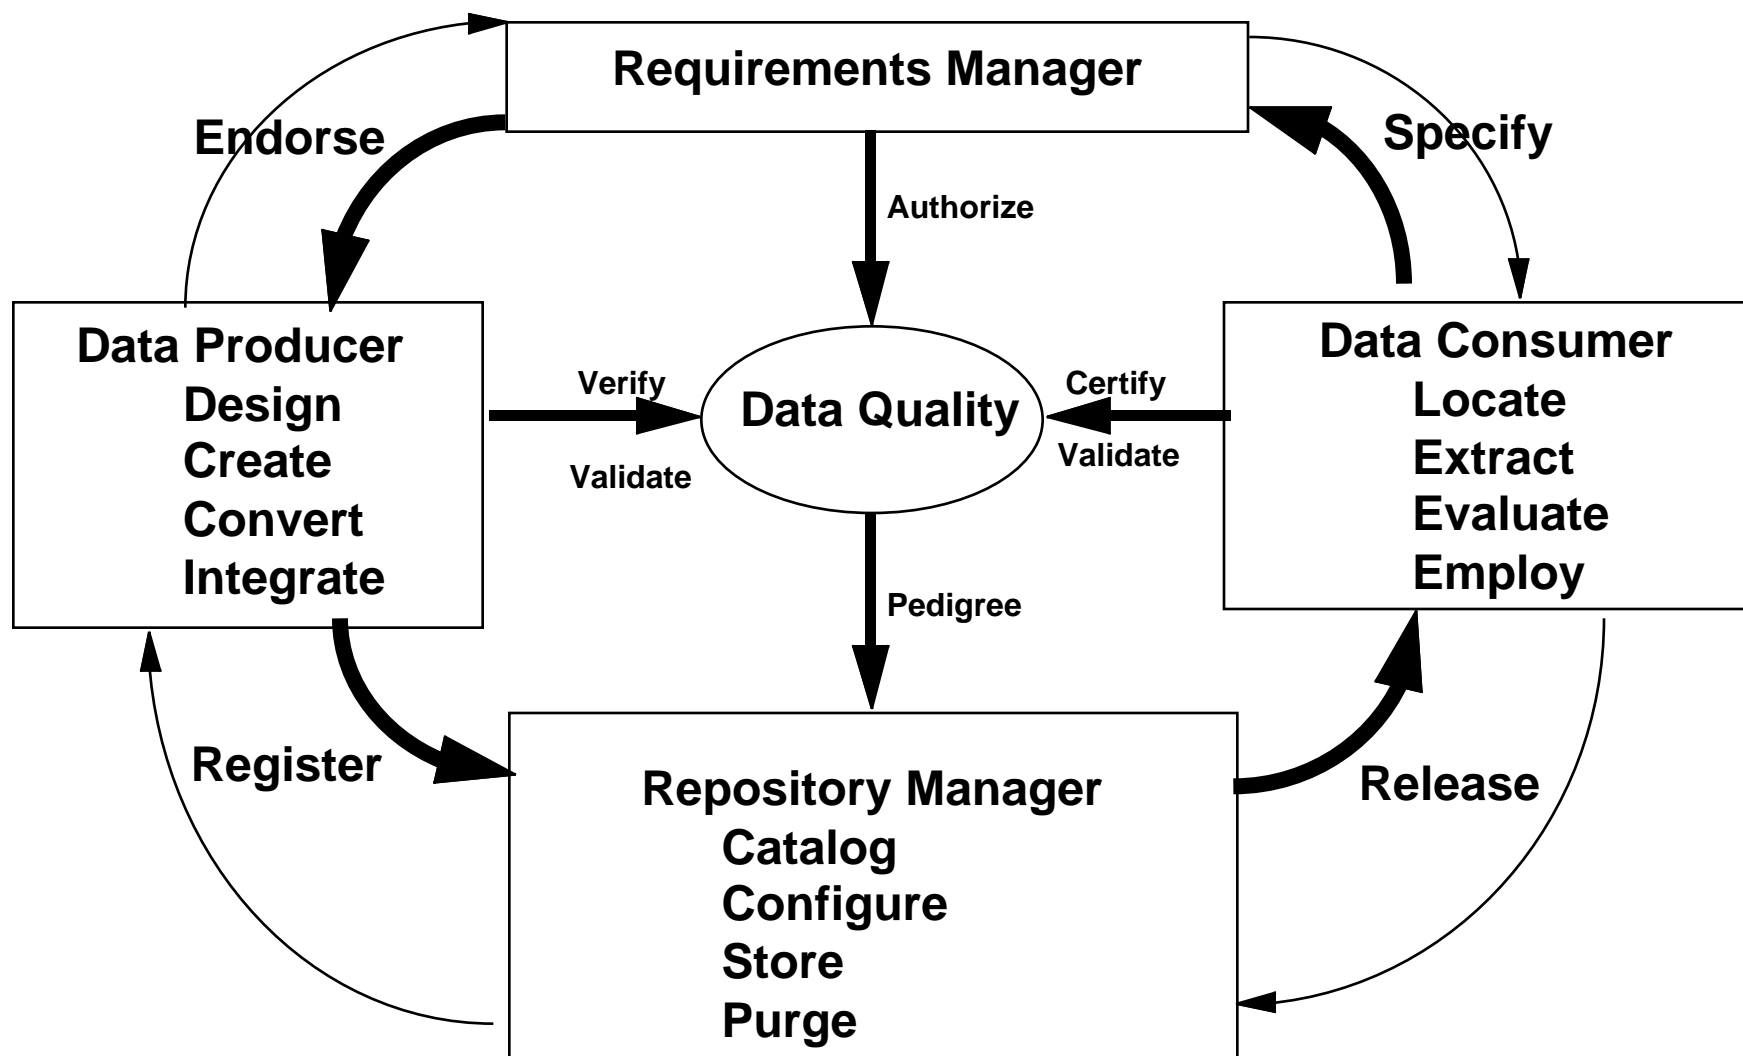 Requirements Manager
Endorse
Specify
Authorize
Data Producer
Design
Create
Convert
Integrate
Verify
Validate
Data Quality
Certify
Validate
Data Consumer
Locate
Extract
Evaluate
Employ
Pedigree
Register
Release
Repository Manager
Catalog
Configure
Store
Purge